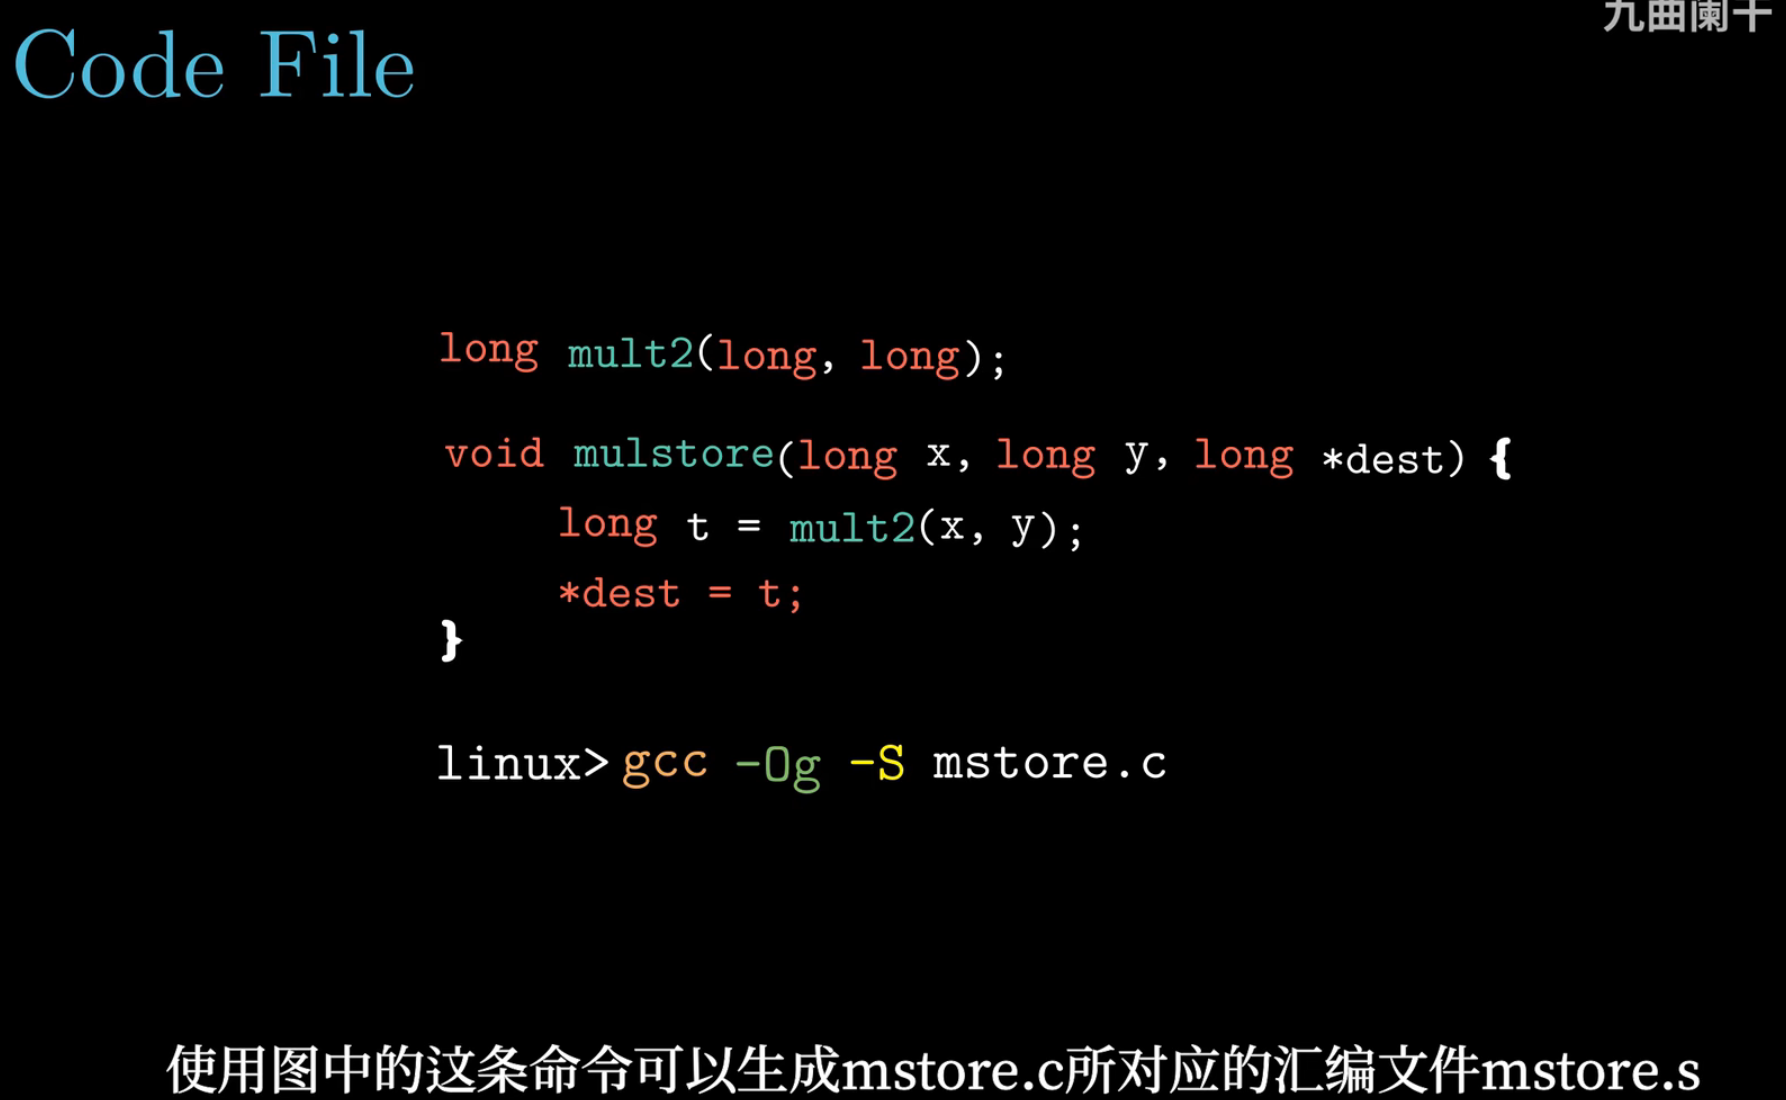 九曲阑干
Code File
long mult2(long, long);
void mulstore(long x, long y, long *dest) {
long t = mult2(x, y);
*dest = t;
}
linux> gcc -Og -S mstore.c
使用图中的这条命令可以生成mstore.c所对应的汇编文件mstore.s